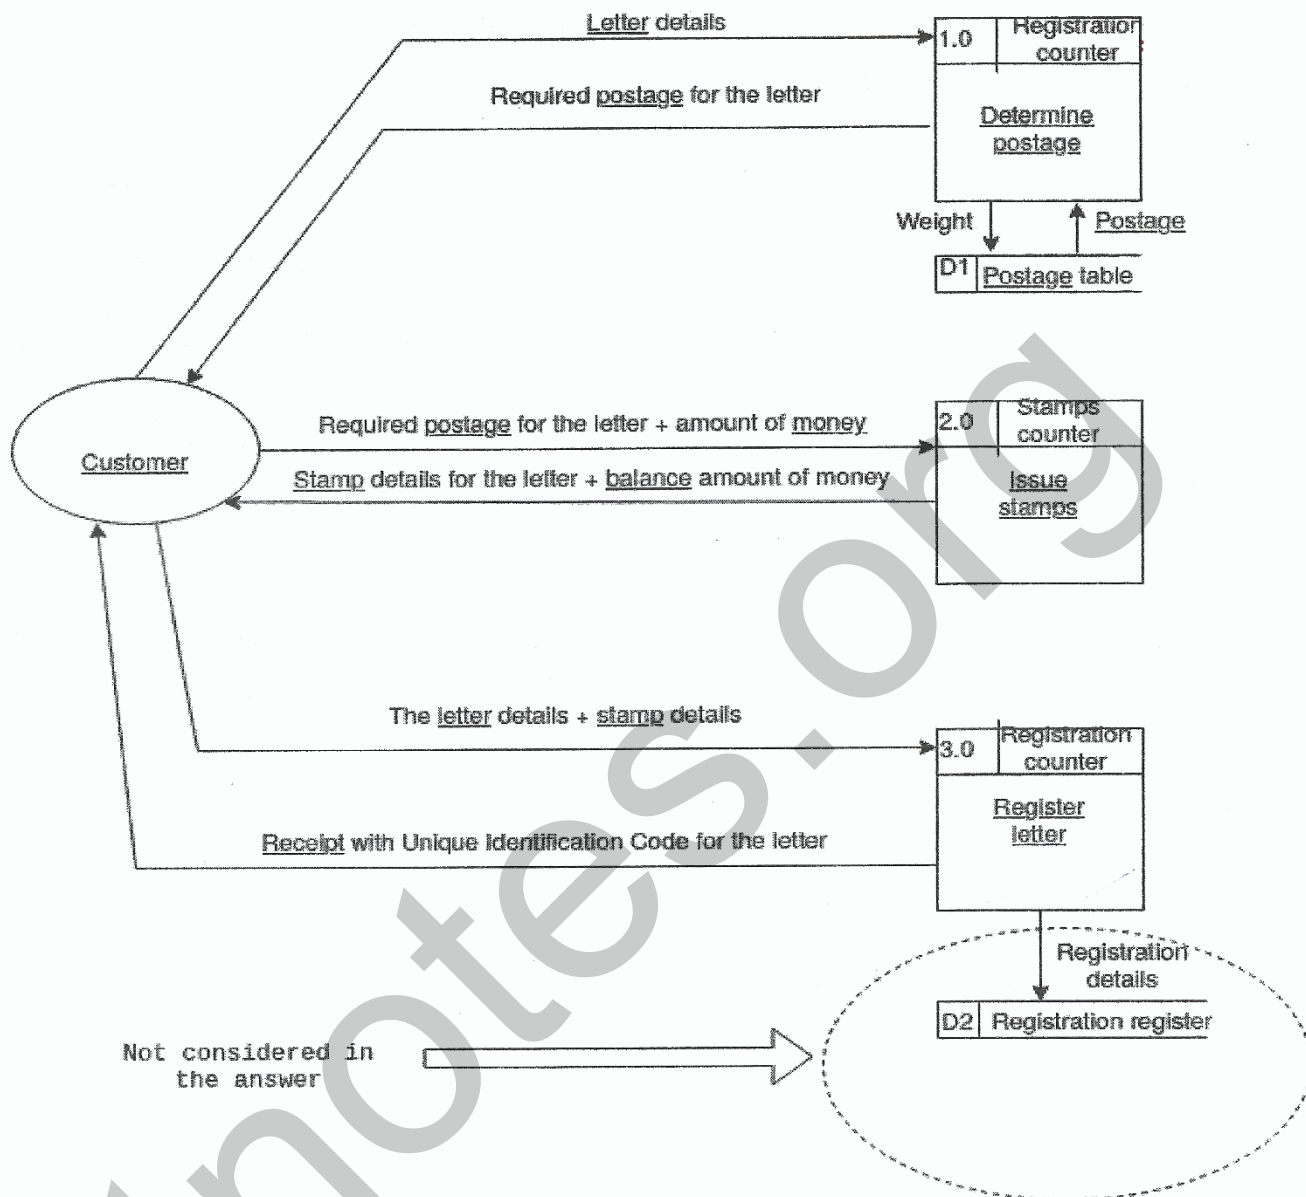 Letter details
1.0
Registration
counter
Required postage for the letter
Determine
postage
Weight
Postage
D1
Postage table
Required postage for the letter + amount of money
2.0
Stamps
counter
Customer
Stamp details for the letter + balance amount of money
Issue
stamps
The letter details + stamp details
3.0
Registration
counter
Register
letter
Receipt with Unique Identification Code for the letter
Registration
details
D2
Registration register
Not considered in
the answer
notes.org